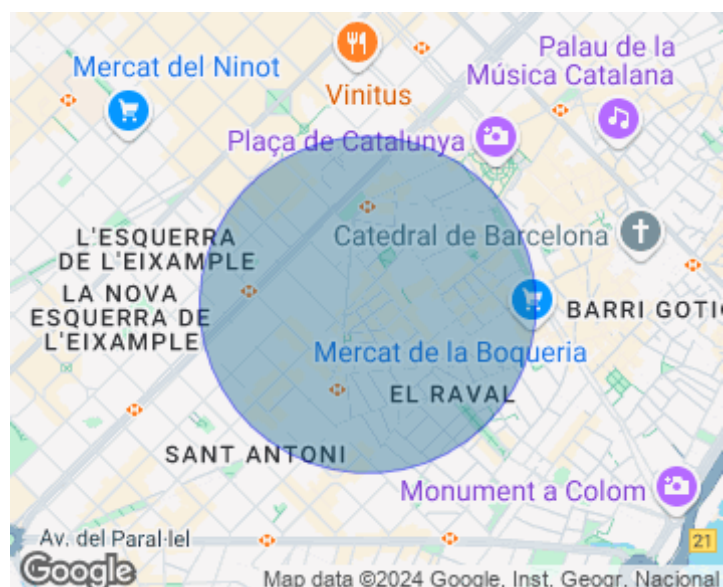 Mercat del Ninot
Vinitus
Palau de la
Música Catalana
Plaça de Catalunya
L'ESQUERRA
DE L'EIXAMPLE
Catedral de Barcelona
LA NOVA
ESQUERRA DE
L'EIXAMPLE
BARRI GOTIC
Mercat de la Boqueria
EL RAVAL
SANT ANTONI
Monument a Colom
Av. del Paral·lel
21
Google
Map data ©2024 Google, Inst. Geogr. Nacional